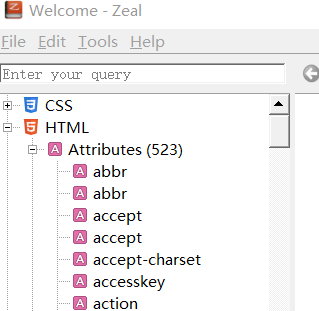 Welcome - Zeal
File Edit Tools Help
Enter your query
CSS
HTML
A Attributes (523)
A abbr
A abbr
A accept
A accept
A accept-charset
A accesskey
A action